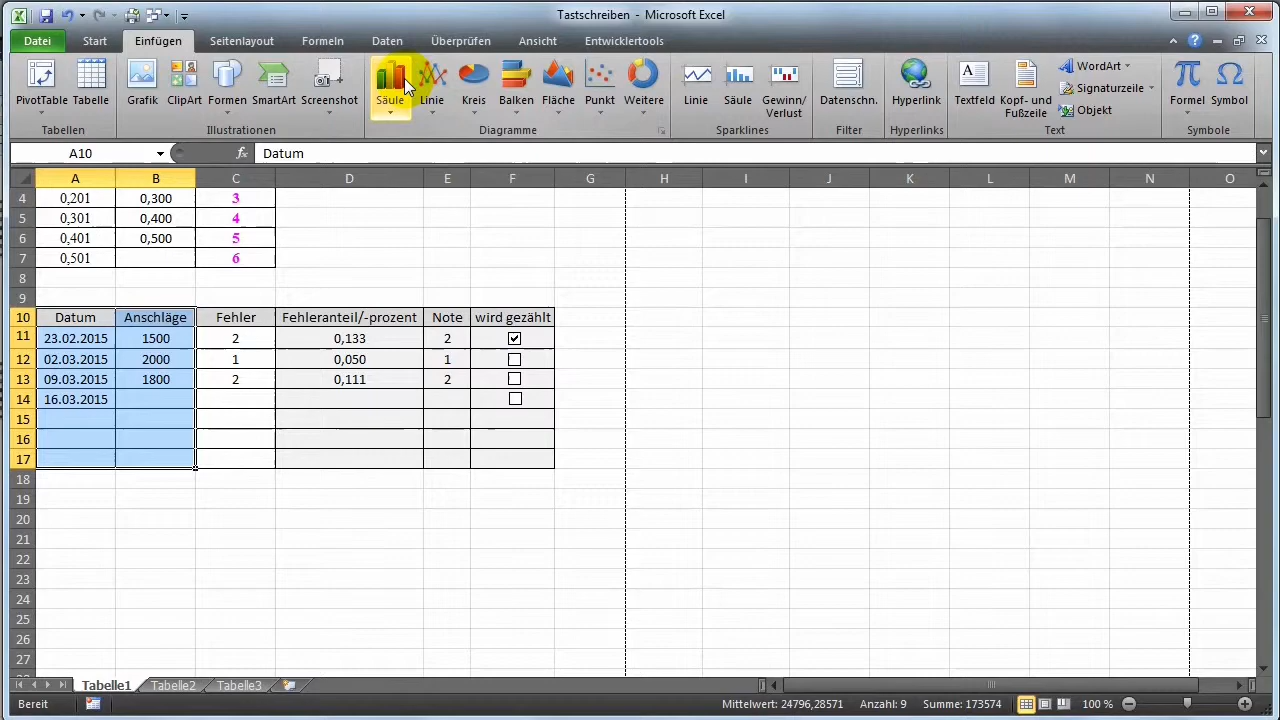 Tastschreiben - Microsoft Excel
Datei Start Einfügen Seitenlayout Formeln Daten Überprüfen Ansicht Entwicklertools
PivotTable Tabelle Grafik ClipArt Formen SmartArt Screenshot Säule Linie Kreis Balken Fläche Punkt Weitere Linie Säule Gewinn/Verlust Datenschn. Hyperlink Textfeld Kopf- und Fußzeile WordArt Signaturzeile Objekt Formel Symbol
Tabellen Illustrationen Diagramme Sparklines Filter Hyperlinks Text Symbole
A10 fx Datum
A B C D E F G H I J K L M N O
4 0,201 0,300 3
5 0,301 0,400 4
6 0,401 0,500 5
7 0,501 6
8
9
10 Datum Anschläge Fehler Fehleranteil/-prozent Note wird gezählt
11 23.02.2015 1500 2 0,133 2
12 02.03.2015 2000 1 0,050 1
13 09.03.2015 1800 2 0,111 2
14 16.03.2015
15
16
17
18
19
20
21
22
23
24
25
26
27
Tabelle1 Tabelle2 Tabelle3
Bereit Mittelwert: 24796,28571 Anzahl: 9 Summe: 173574 100 %